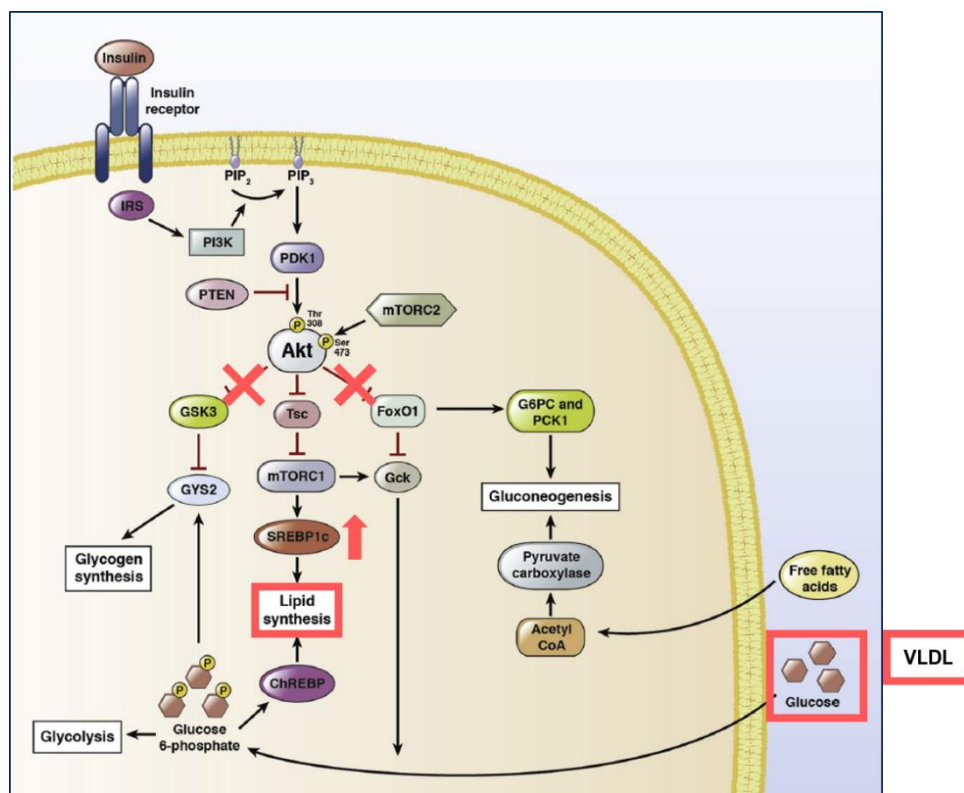 Insulin
Insulin
receptor
IRS
PI3K
PIP2
PIP3
PDK1
PTEN
mTORC2
P
Thr
308
P
Ser
473
Akt
GSK3
Tsc
FoxO1
G6PC and
PCK1
GYS2
mTORC1
Gck
Gluconeogenesis
Glycogen
synthesis
SREBP1c
Pyruvate
carboxylase
Free fatty
acids
Lipid
synthesis
Acetyl
CoA
VLDL
ChREBP
Glucose
P
P
P
Glucose
6-phosphate
Glycolysis